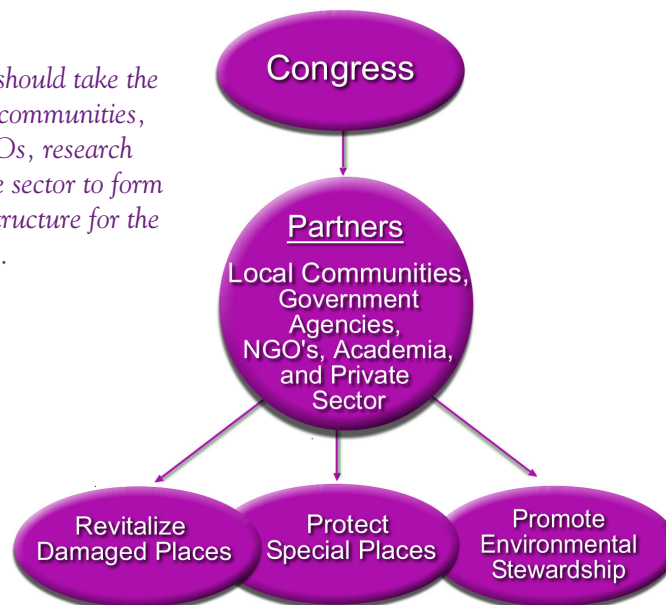 should take the
communities,
Os, research
e sector to form
tructure for the
.
Congress
Partners
Local Communities,
Government
Agencies,
NGO's, Academia,
and Private
Sector
Revitalize
Damaged Places
Protect
Special Places
Promote
Environmental
Stewardship